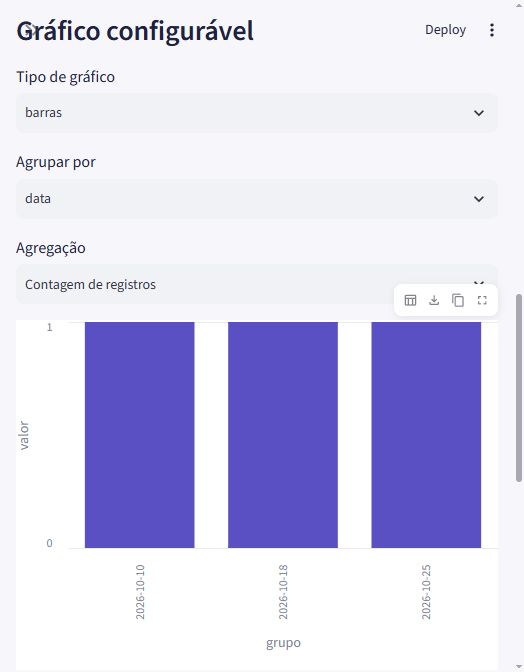 Gráfico configurável
Deploy
Tipo de gráfico
barras
Agrupar por
data
Agregação
Contagem de registros
1
valor
0
2026-10-10
2026-10-18
2026-10-25
grupo